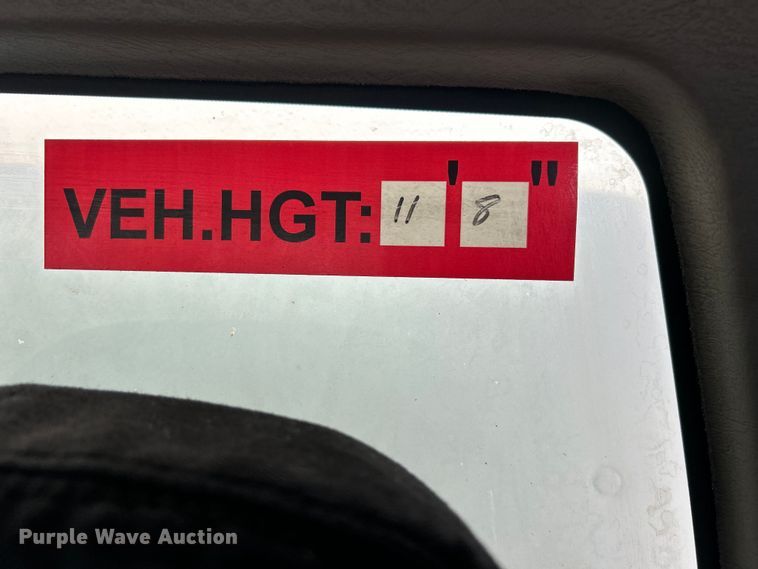 VEH.HGT: 11' 8"
Purple Wave Auction